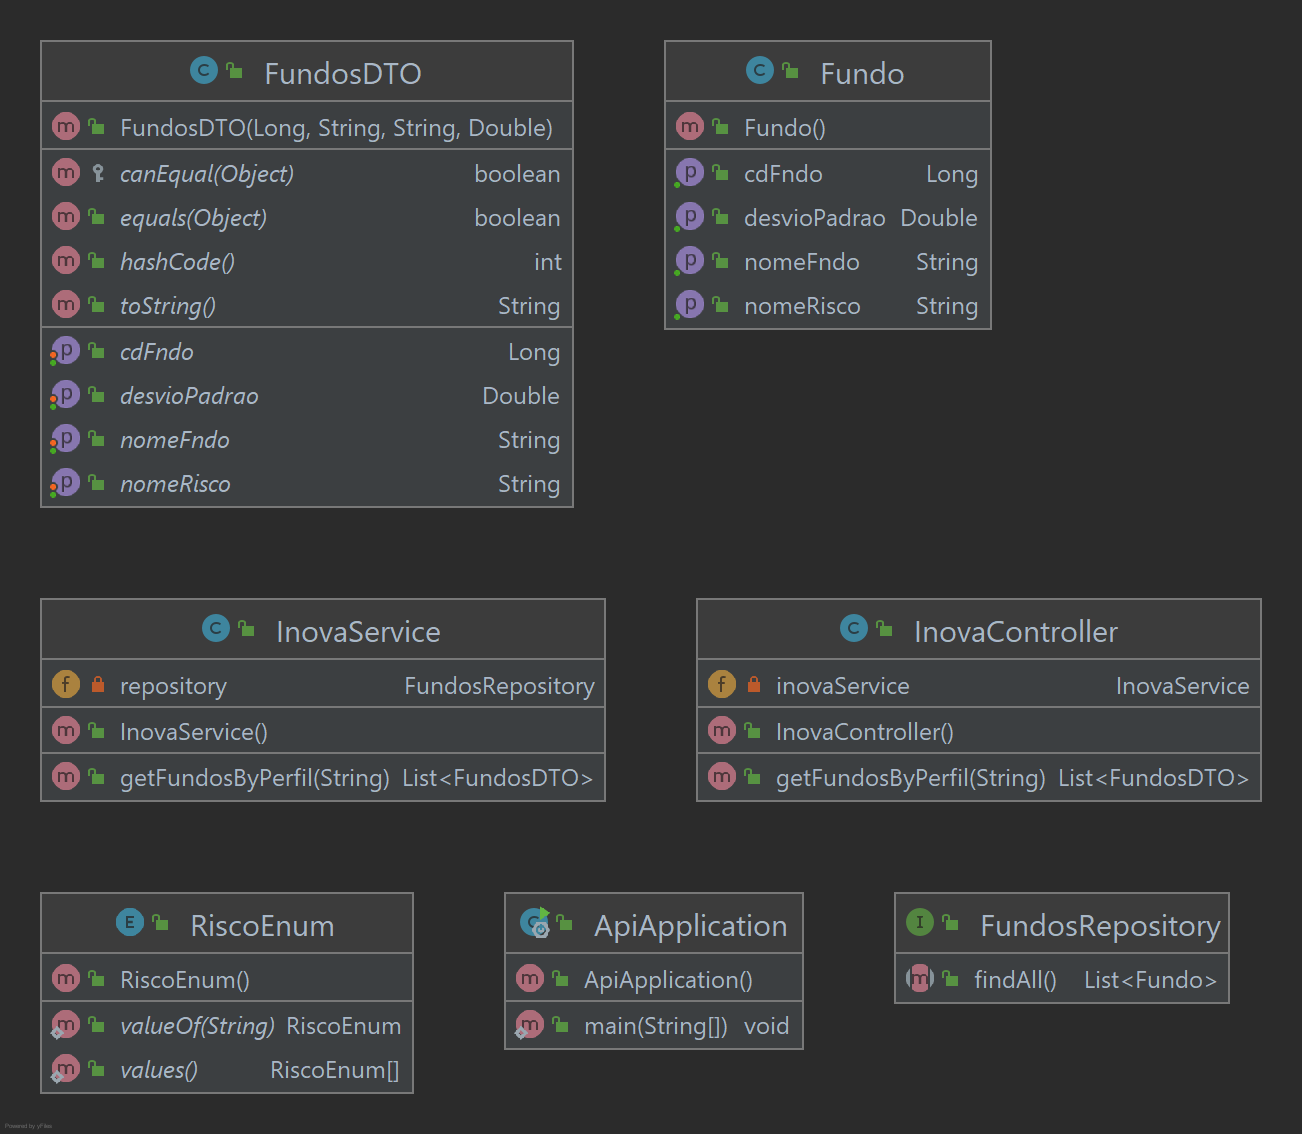 FundosDTO
FundosDTO(Long, String, String, Double)
canEqual(Object) boolean
equals(Object) boolean
hashCode() int
toString() String
cdFndo Long
desvioPadrao Double
nomeFndo String
nomeRisco String
Fundo
Fundo()
cdFndo Long
desvioPadrao Double
nomeFndo String
nomeRisco String
InovaService
repository FundosRepository
InovaService()
getFundosByPerfil(String) List<FundosDTO>
InovaController
inovaService InovaService
InovaController()
getFundosByPerfil(String) List<FundosDTO>
RiscoEnum
RiscoEnum()
valueOf(String) RiscoEnum
values() RiscoEnum[]
ApiApplication
ApiApplication()
main(String[]) void
FundosRepository
findAll() List<Fundo>
Powered by yFiles